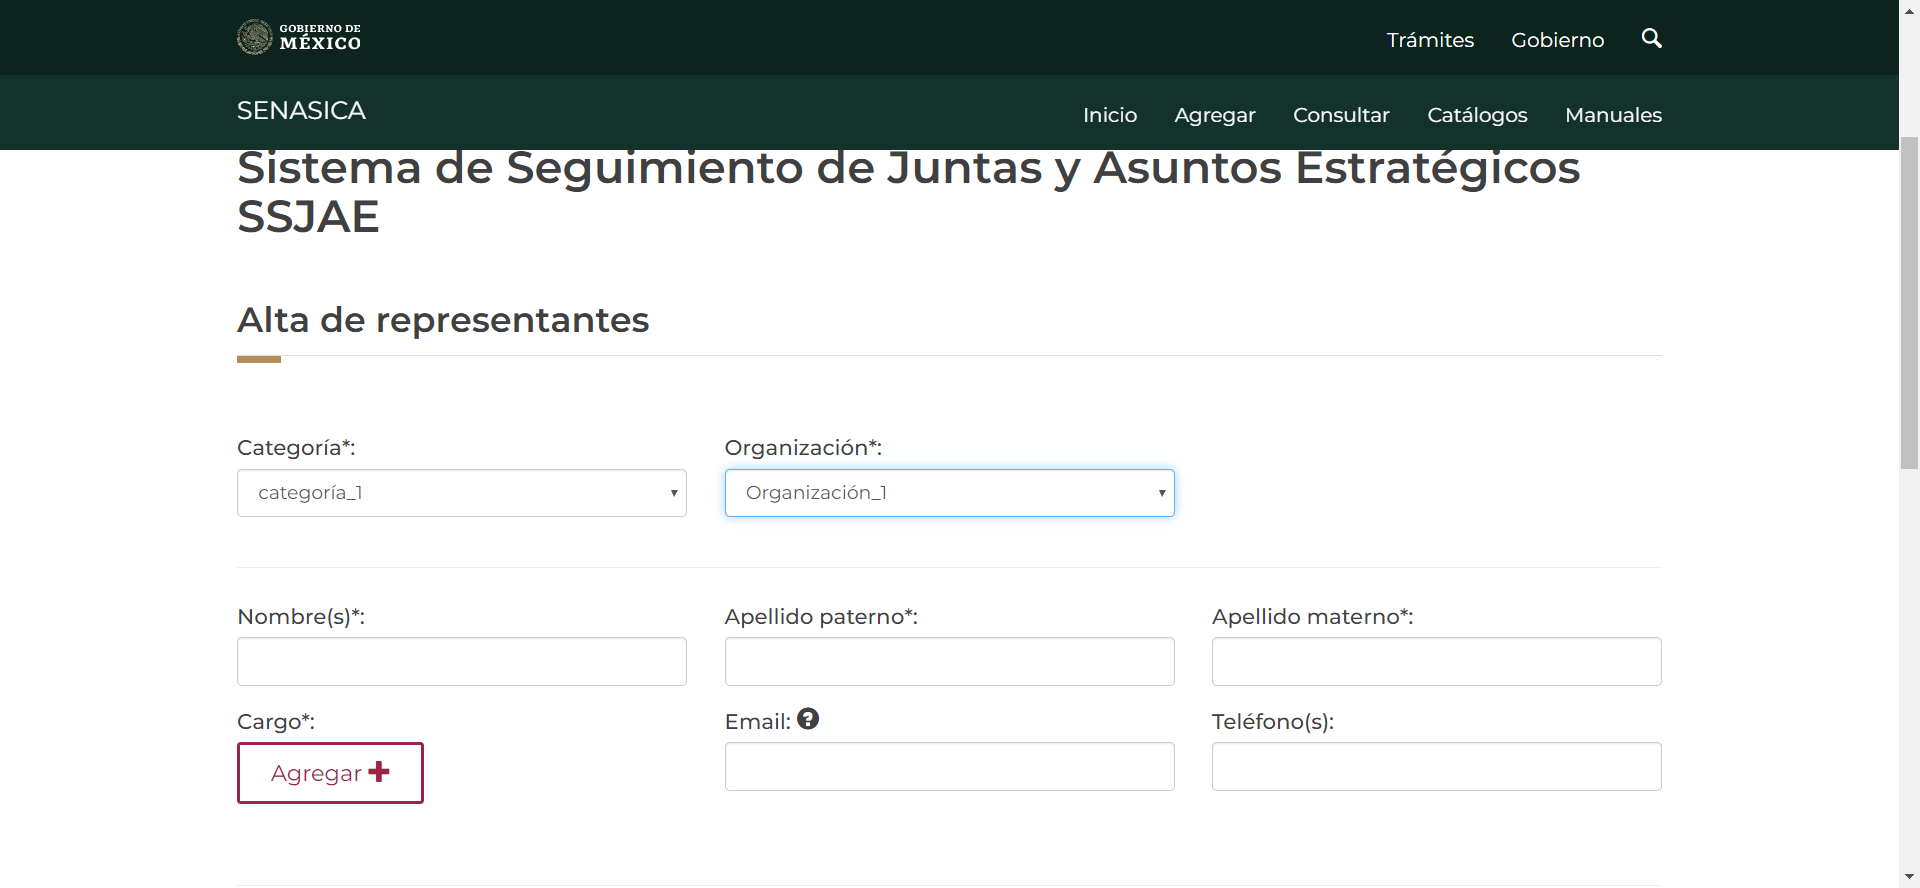 GOBIERNO DE
MÉXICO
Trámites Gobierno
SENASICA
Inicio Agregar Consultar Catálogos Manuales
Sistema de Seguimiento de Juntas y Asuntos Estratégicos
SSJAE
Alta de representantes
Categoría*: Organización*:
categoría_1 Organización_1
Nombre(s)*: Apellido paterno*: Apellido materno*:
Cargo*: Email: ? Teléfono(s):
Agregar +